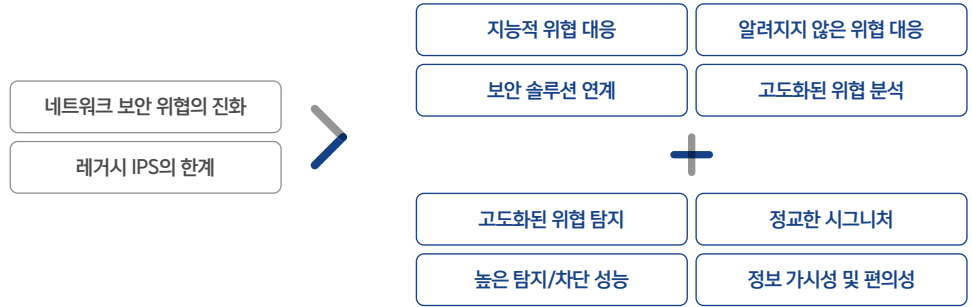 네트워크 보안 위협의 진화
레거시 IPS의 한계
지능적 위협 대응
알려지지 않은 위협 대응
보안 솔루션 연계
고도화된 위협 분석
고도화된 위협 탐지
정교한 시그니처
높은 탐지/차단 성능
정보 가시성 및 편의성